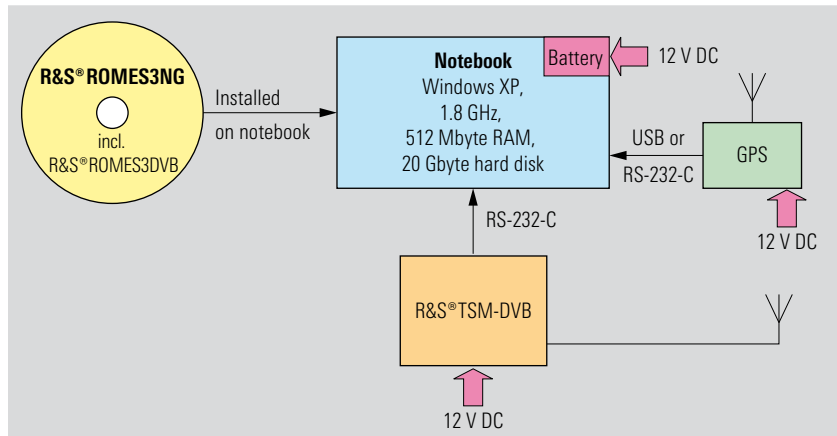 R&S®ROMES3NG
incl.
R&S®ROMES3DVB
Installed
on notebook
Notebook
Windows XP,
1.8 GHz,
512 Mbyte RAM,
20 Gbyte hard disk
Battery
12 V DC
USB or
RS-232-C
GPS
12 V DC
RS-232-C
R&S®TSM-DVB
12 V DC